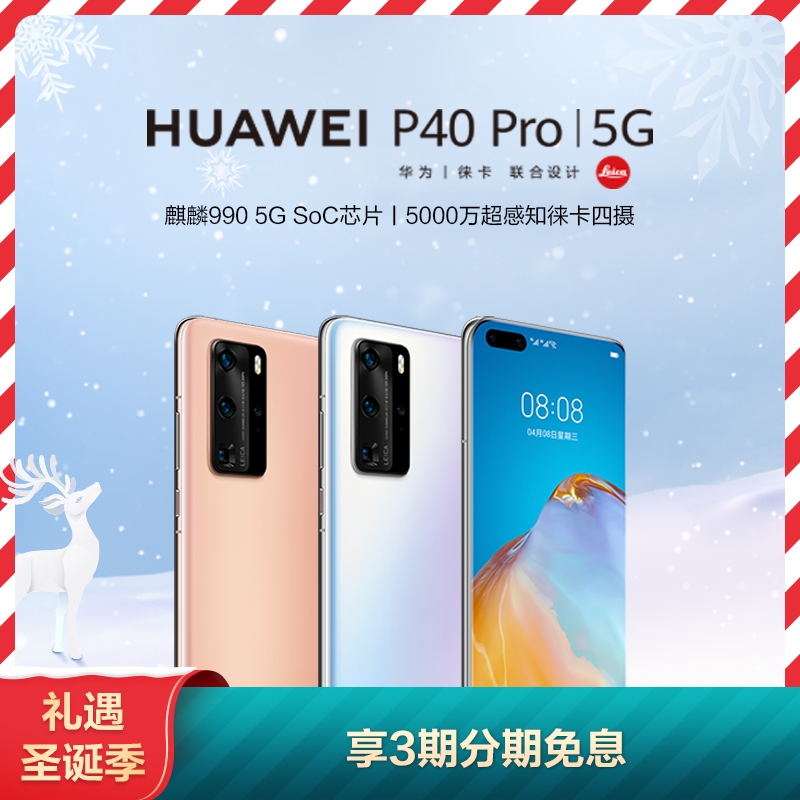 HUAWEI P40 Pro | 5G
华为 | 徕卡 联合设计 Leica
麒麟990 5G SoC芯片 | 5000万超感知徕卡四摄
LEICA
LEICA
08:08
04月08日星期三
礼遇
圣诞季
享3期分期免息